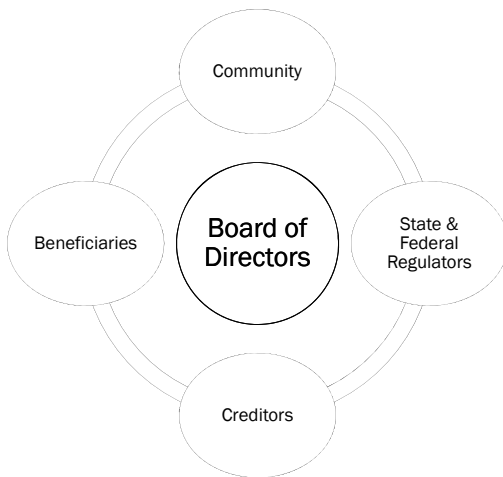 Community
Beneficiaries
Board of
Directors
State &
Federal
Regulators
Creditors